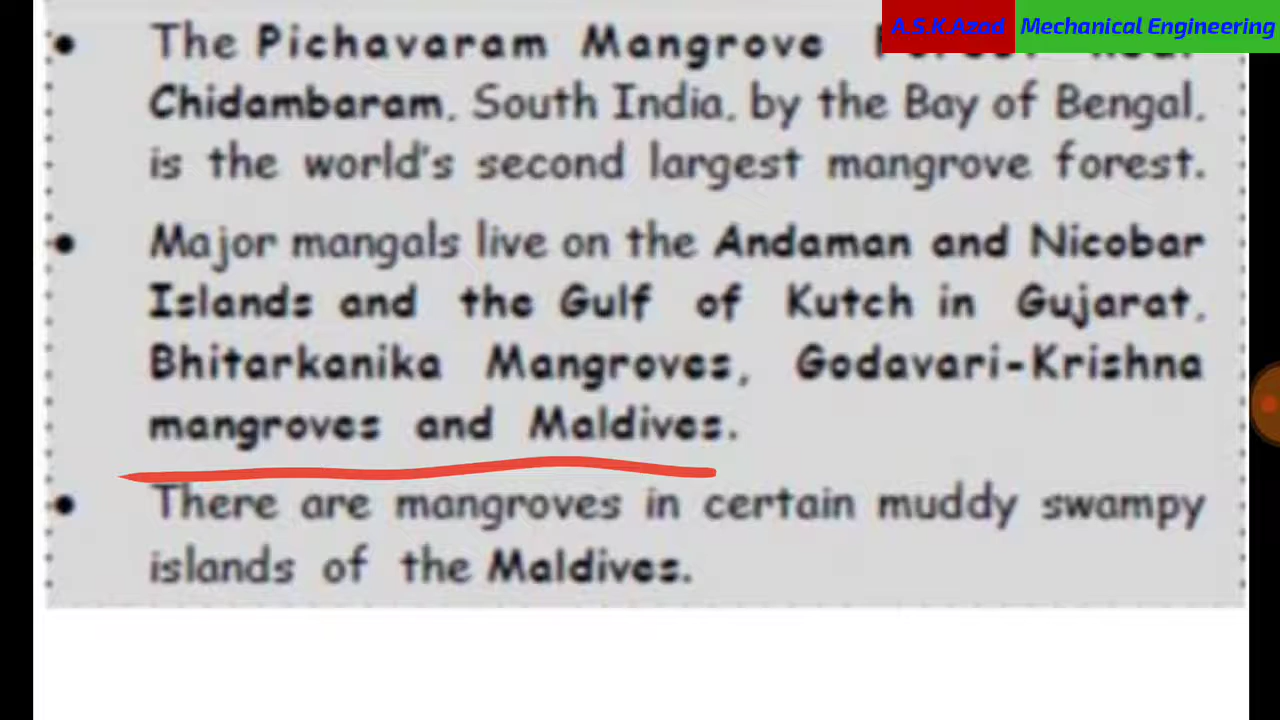 A.S.K.Azad Mechanical Engineering
The Pichavaram Mangrove
Chidambaram, South India, by the Bay of Bengal,
is the world's second largest mangrove forest.
Major mangals live on the Andaman and Nicobar
Islands and the Gulf of Kutch in Gujarat,
Bhitarkanika Mangroves, Godavari-Krishna
mangroves and Maldives.
There are mangroves in certain muddy swampy
islands of the Maldives.